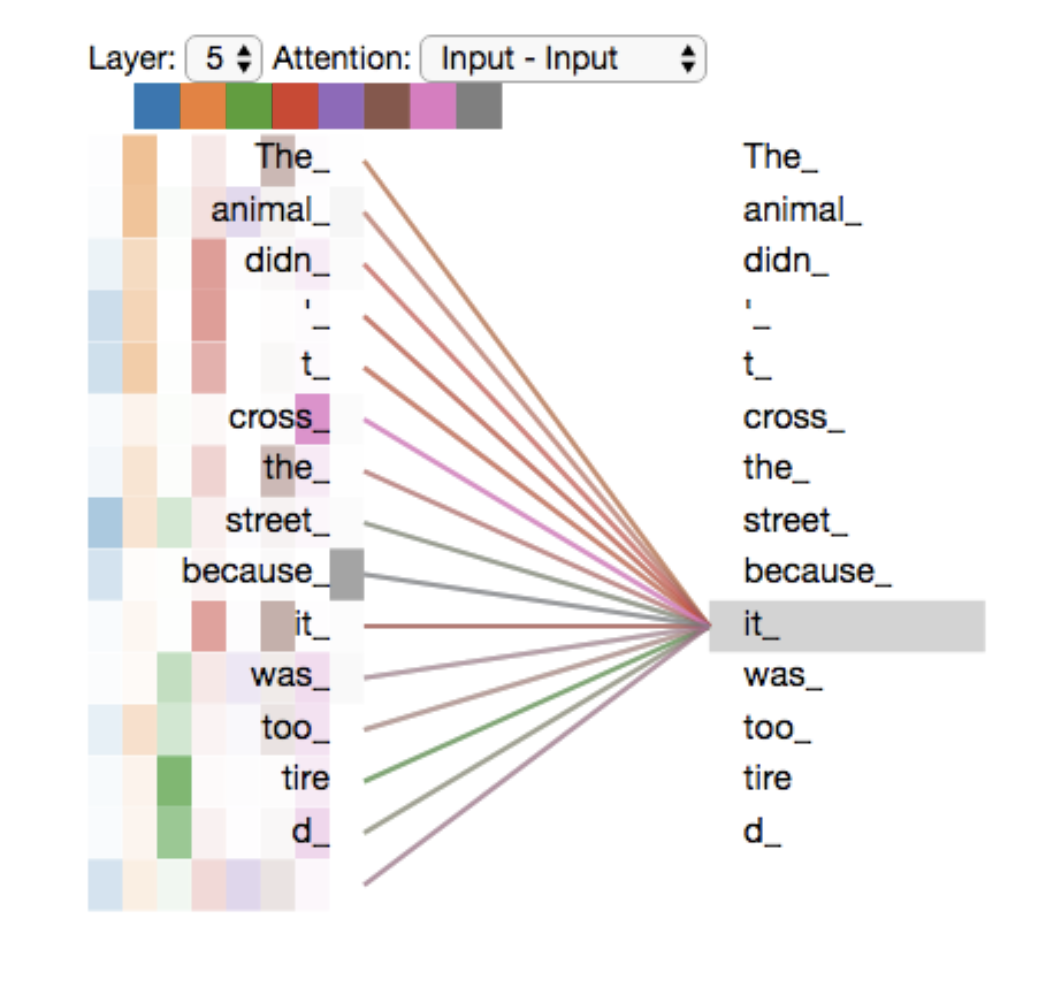 Layer: 5 Attention: Input - Input
The_ The_
animal_ animal_
didn_ didn_
'_ '_
t_ t_
cross_ cross_
the_ the_
street_ street_
because_ because_
it_ it_
was_ was_
too_ too_
tire tire
d_ d_